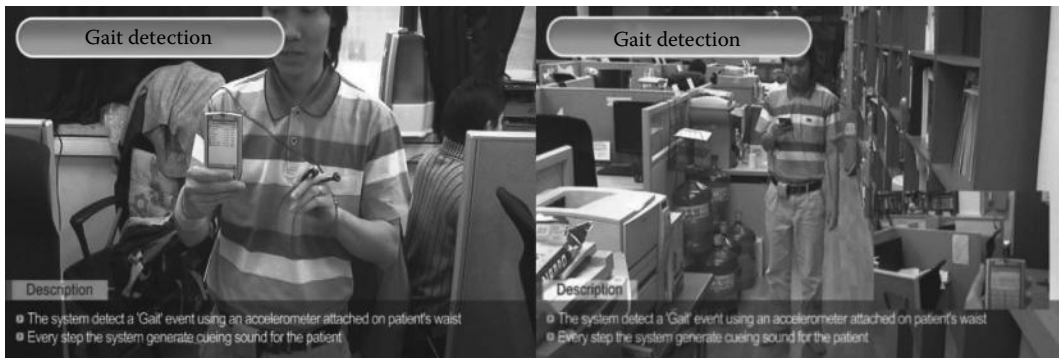 Gait detection
Description
The system detect a 'Gait' event using an accelerometer attached on patient's waist
Every step the system generate cueing sound for the patient
Gait detection
Description
The system detect a 'Gait' event using an accelerometer attached on patient's waist
Every step the system generate cueing sound for the patient